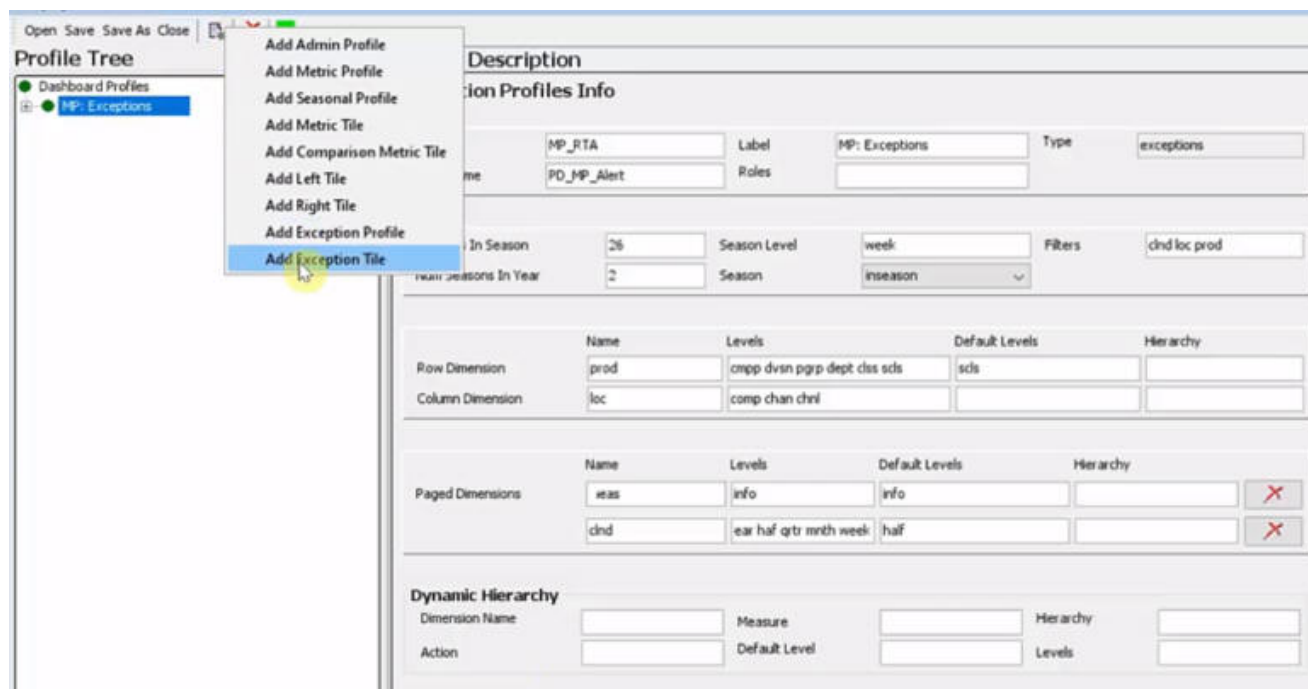 Open Save Save As Close
Profile Tree
Dashboard Profiles
MP: Exceptions
Add Admin Profile
Add Metric Profile
Add Seasonal Profile
Add Metric Tile
Add Comparison Metric Tile
Add Left Tile
Add Right Tile
Add Exception Profile
Add Exception Tile
Description
tion Profiles Info
MP_RTA Label MP: Exceptions Type exceptions
me PD_MP_Alert Roles
In Season 26 Season Level week Filters clnd loc prod
Num Seasons In Year 2 Season inseason
Name Levels Default Levels Hierarchy
Row Dimension prod cmpp dvsn pgrp dept clss scls scls
Column Dimension loc comp chan chnl
Name Levels Default Levels Hierarchy
Paged Dimensions eas info info
clnd ear haf qrtr mnth week half
Dynamic Hierarchy
Dimension Name Measure Hierarchy
Action Default Level Levels